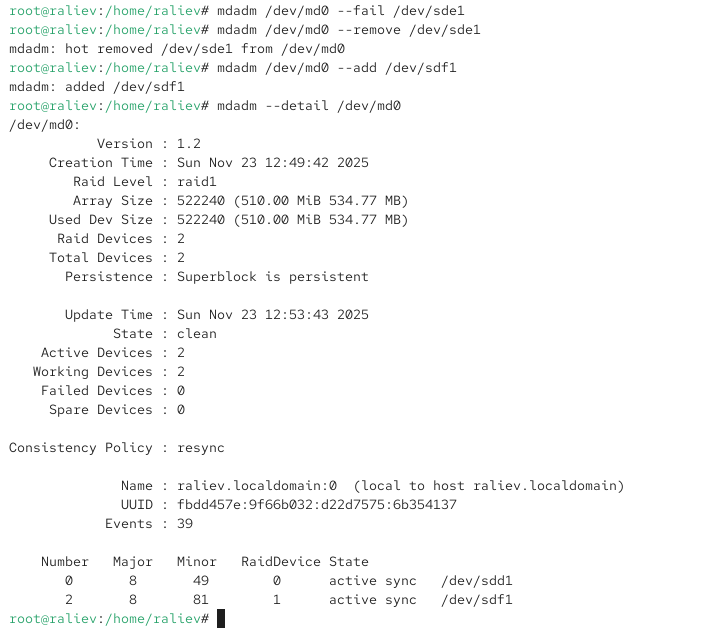 root@raliev:/home/raliev# mdadm /dev/md0 --fail /dev/sde1
root@raliev:/home/raliev# mdadm /dev/md0 --remove /dev/sde1
mdadm: hot removed /dev/sde1 from /dev/md0
root@raliev:/home/raliev# mdadm /dev/md0 --add /dev/sdf1
mdadm: added /dev/sdf1
root@raliev:/home/raliev# mdadm --detail /dev/md0
/dev/md0:
           Version : 1.2
     Creation Time : Sun Nov 23 12:49:42 2025
        Raid Level : raid1
        Array Size : 522240 (510.00 MiB 534.77 MB)
     Used Dev Size : 522240 (510.00 MiB 534.77 MB)
      Raid Devices : 2
     Total Devices : 2
       Persistence : Superblock is persistent

       Update Time : Sun Nov 23 12:53:43 2025
             State : clean
    Active Devices : 2
   Working Devices : 2
    Failed Devices : 0
     Spare Devices : 0

Consistency Policy : resync

              Name : raliev.localdomain:0  (local to host raliev.localdomain)
              UUID : fbdd457e:9f66b032:d22d7575:6b354137
            Events : 39

    Number   Major   Minor   RaidDevice State
       0       8       49        0      active sync   /dev/sdd1
       2       8       81        1      active sync   /dev/sdf1
root@raliev:/home/raliev#